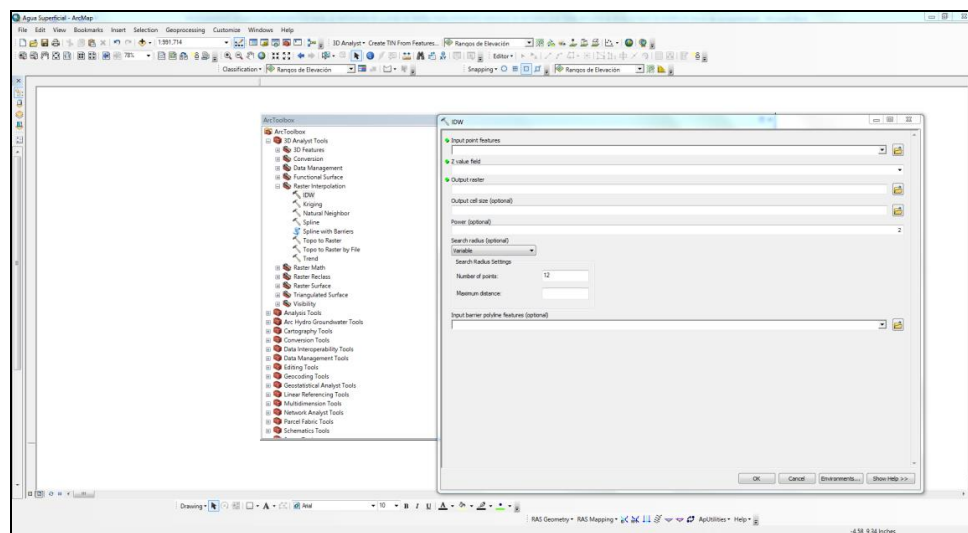 Agua Superficial - ArcMap
File Edit View Bookmarks Insert Selection Geoprocessing Customize Windows Help
1:991,714
3D Analyst Create TIN From Features... Rangos de Elevación
78% Editor
Classification Rangos de Elevación Snapping Rangos de Elevación
ArcToolbox
ArcToolbox
3D Analyst Tools
3D Features
Conversion
Data Management
Functional Surface
Raster Interpolation
IDW
Kriging
Natural Neighbor
Spline
Spline with Barriers
Topo to Raster
Topo to Raster by File
Trend
Raster Math
Raster Reclass
Raster Surface
Triangulated Surface
Visibility
Analysis Tools
Arc Hydro Groundwater Tools
Cartography Tools
Conversion Tools
Data Interoperability Tools
Data Management Tools
Editing Tools
Geocoding Tools
Geostatistical Analyst Tools
Linear Referencing Tools
Multidimension Tools
Network Analyst Tools
Parcel Fabric Tools
Schematics Tools
IDW
Input point features
Z value field
Output raster
Output cell size (optional)
Power (optional)
2
Search radius (optional)
Variable
Search Radius Settings
Number of points: 12
Maximum distance:
Input barrier polyline features (optional)
OK Cancel Environments... Show Help >>
Drawing A Arial 10 B I U A
RAS Geometry RAS Mapping ApUtilities Help
-4.58 9.34 Inches